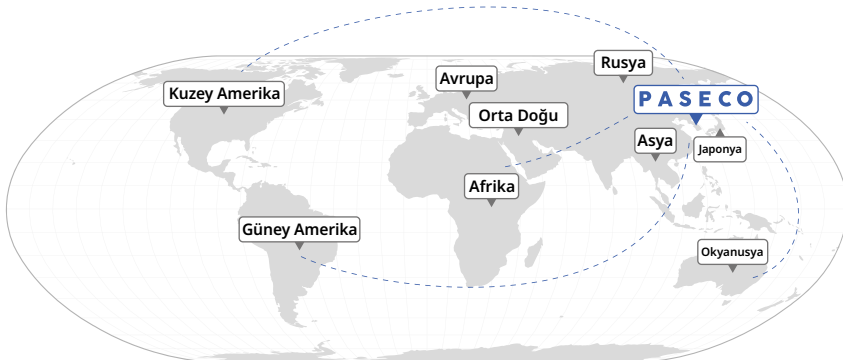 Rusya
Avrupa
Kuzey Amerika
PASECO
Orta Doğu
Asya
Japonya
Afrika
Güney Amerika
Okyanusya